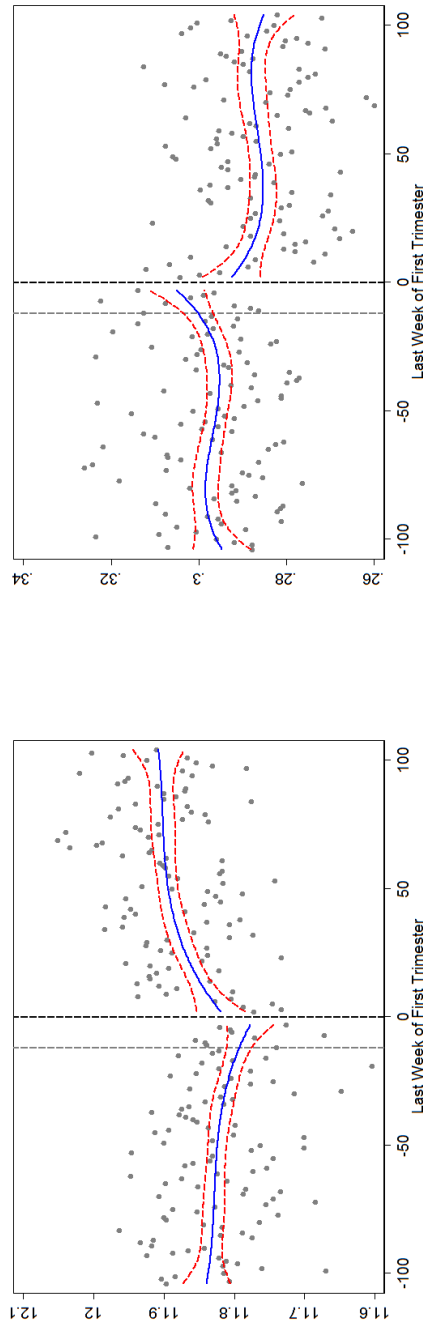 12.1
12
11.9
11.8
11.7
11.6
-100 -50 0 50 100
Last Week of First Trimester
.34
.32
.3
.28
.26
-100 -50 0 50 100
Last Week of First Trimester